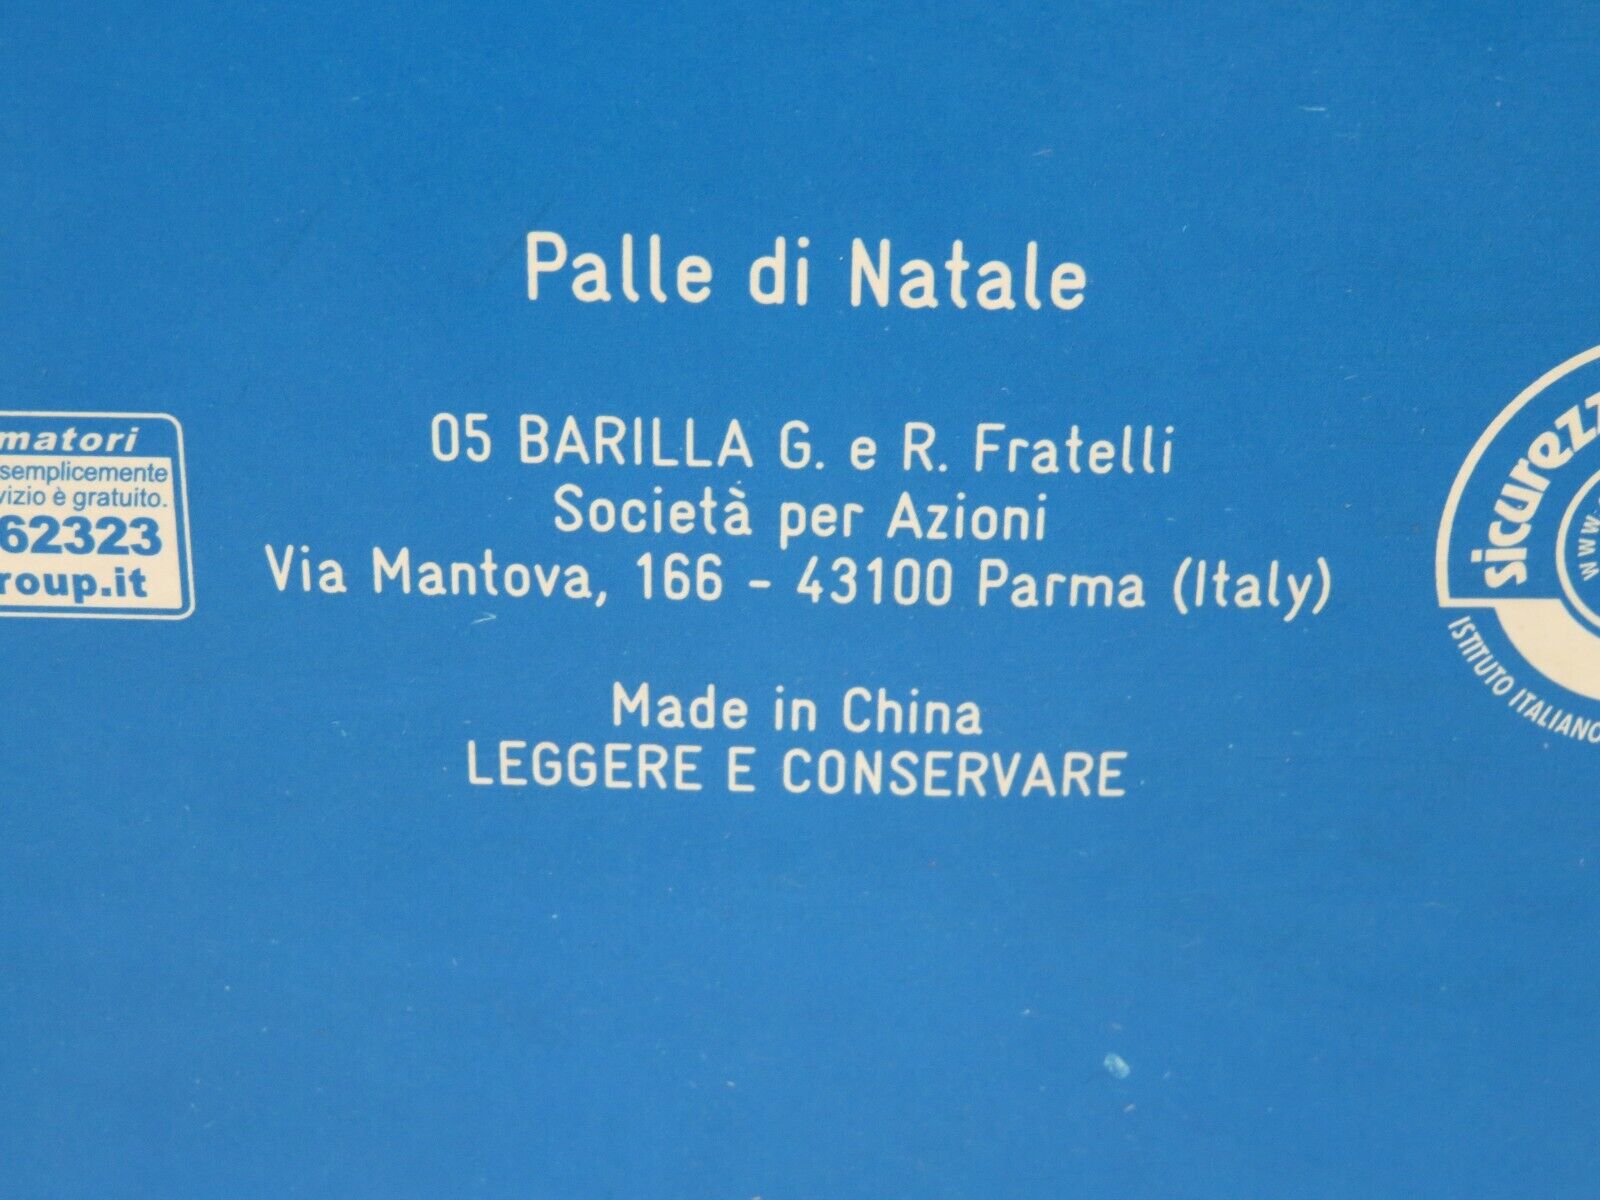 Palle di Natale
05 BARILLA G. e R. Fratelli
Società per Azioni
Via Mantova, 166 - 43100 Parma (Italy)
Made in China
LEGGERE E CONSERVARE
matori
semplicemente
vizio è gratuito.
62323
roup.it
sicurezz
www.
ISTITUTO ITALIANO